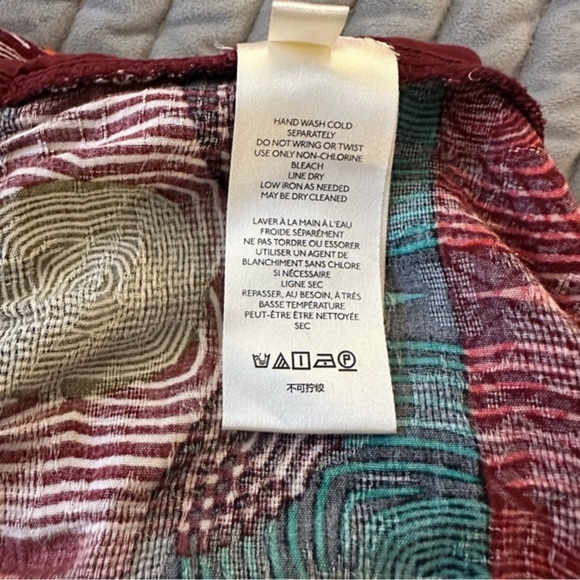 HAND WASH COLD
SEPARATELY
DO NOT WRING OR TWIST
USE ONLY NON-CHLORINE
BLEACH
LINE DRY
LOW IRON AS NEEDED
MAY BE DRY CLEANED
LAVER À LA MAIN À L'EAU
FROIDE SÉPARÉMENT
NE PAS TORDRE OU ESSORER
UTILISER UN AGENT DE
BLANCHIMENT SANS CHLORE
SI NÉCESSAIRE
LIGNE SEC
REPASSER, AU BESOIN, À TRÈS
BASSE TEMPÉRATURE
PEUT-ÊTRE ÊTRE NETTOYÉE
SEC
P
不可拧绞